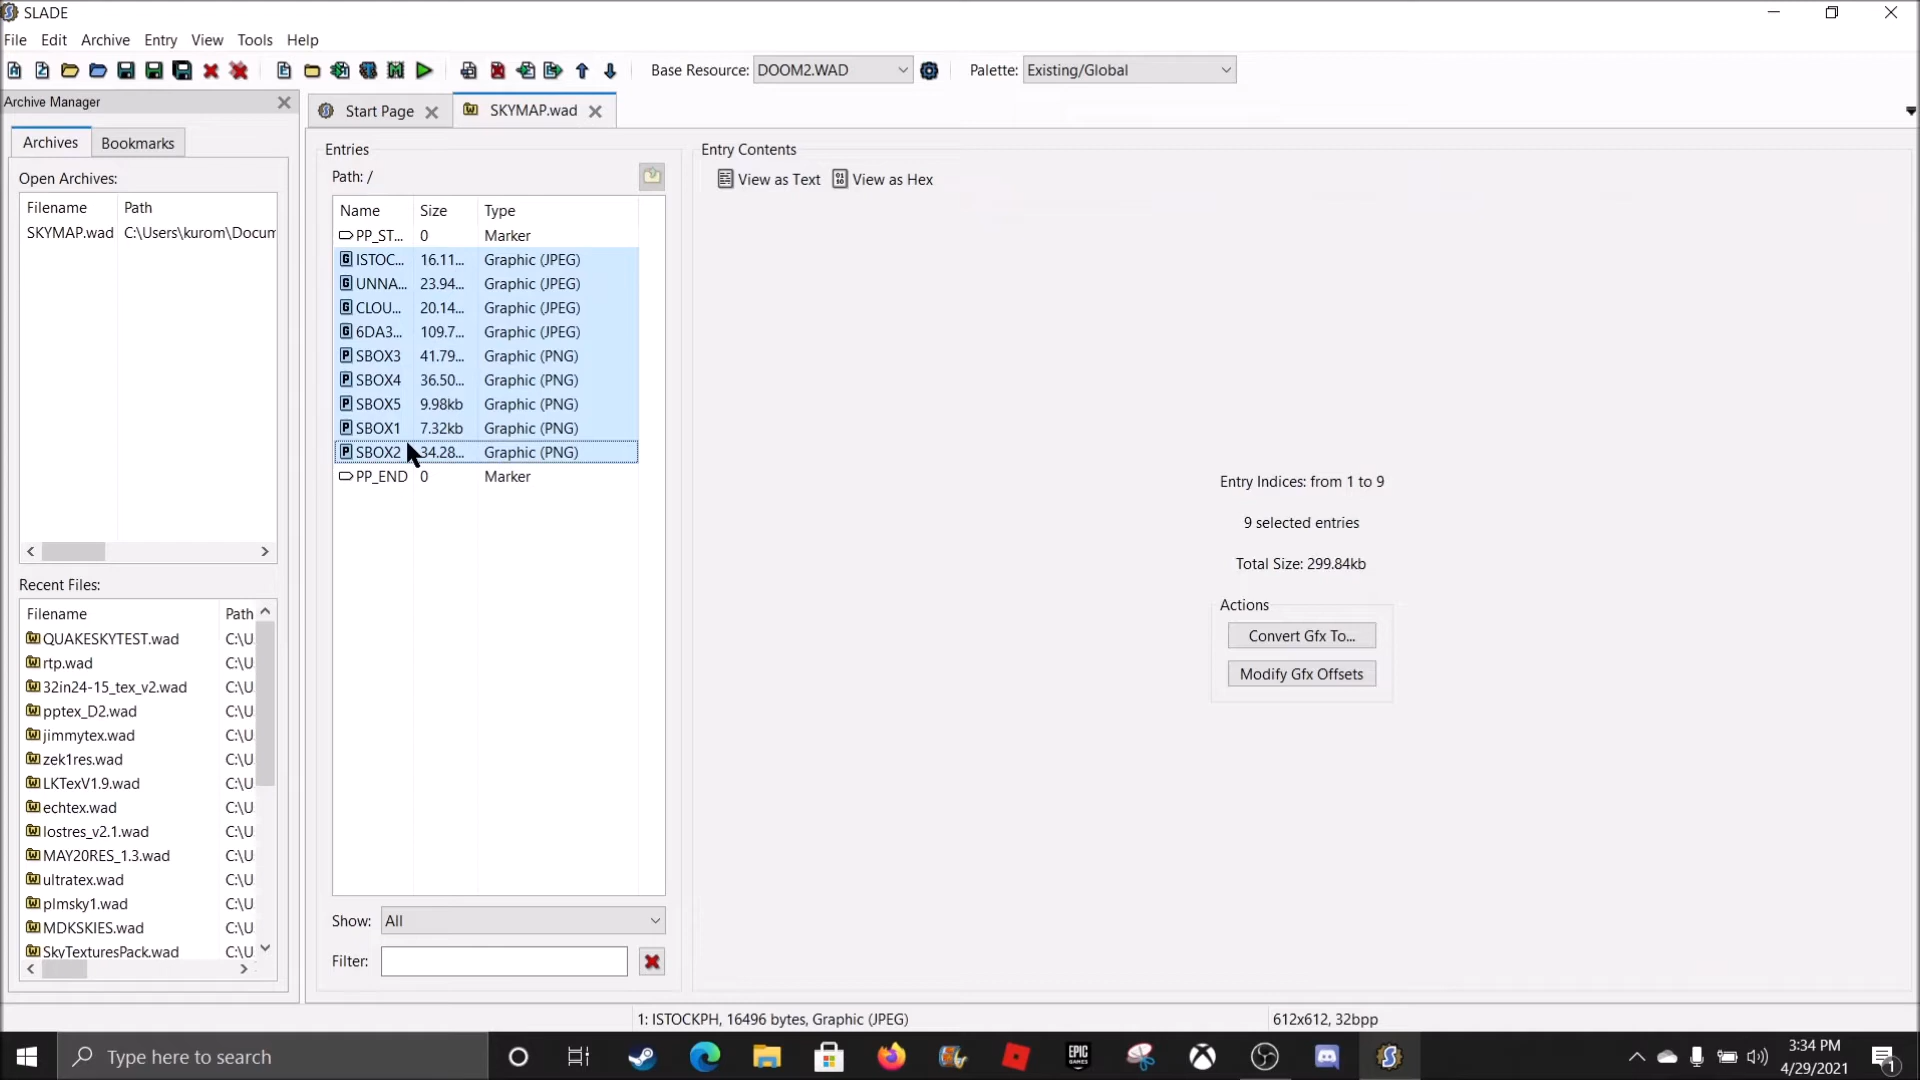 SLADE
File Edit Archive Entry View Tools Help
Base Resource: DOOM2.WAD Palette: Existing/Global
Archive Manager
Start Page SKYMAP.wad
Archives Bookmarks
Open Archives:
Filename Path
SKYMAP.wad C:\Users\kurom\Docum
Recent Files:
Filename Path
QUAKESKYTEST.wad C:\U
rtp.wad C:\U
32in24-15_tex_v2.wad C:\U
pptex_D2.wad C:\U
jimmytex.wad C:\U
zek1res.wad C:\U
LKTexV1.9.wad C:\U
echtex.wad C:\U
lostres_v2.1.wad C:\U
MAY20RES_1.3.wad C:\U
ultratex.wad C:\U
plmsky1.wad C:\U
MDKSKIES.wad C:\U
SkyTexturesPack.wad C:\U
Entries
Path: /
Name Size Type
PP_ST... 0 Marker
ISTOC... 16.11... Graphic (JPEG)
UNNA... 23.94... Graphic (JPEG)
CLOU... 20.14... Graphic (JPEG)
6DA3... 109.7... Graphic (JPEG)
SBOX3 41.79... Graphic (PNG)
SBOX4 36.50... Graphic (PNG)
SBOX5 9.98kb Graphic (PNG)
SBOX1 7.32kb Graphic (PNG)
SBOX2 34.28... Graphic (PNG)
PP_END 0 Marker
Show: All
Filter:
Entry Contents
View as Text View as Hex
Entry Indices: from 1 to 9
9 selected entries
Total Size: 299.84kb
Actions
Convert Gfx To...
Modify Gfx Offsets
1: ISTOCKPH, 16496 bytes, Graphic (JPEG) 612x612, 32bpp
Type here to search
EPIC GAMES
3:34 PM
4/29/2021
1